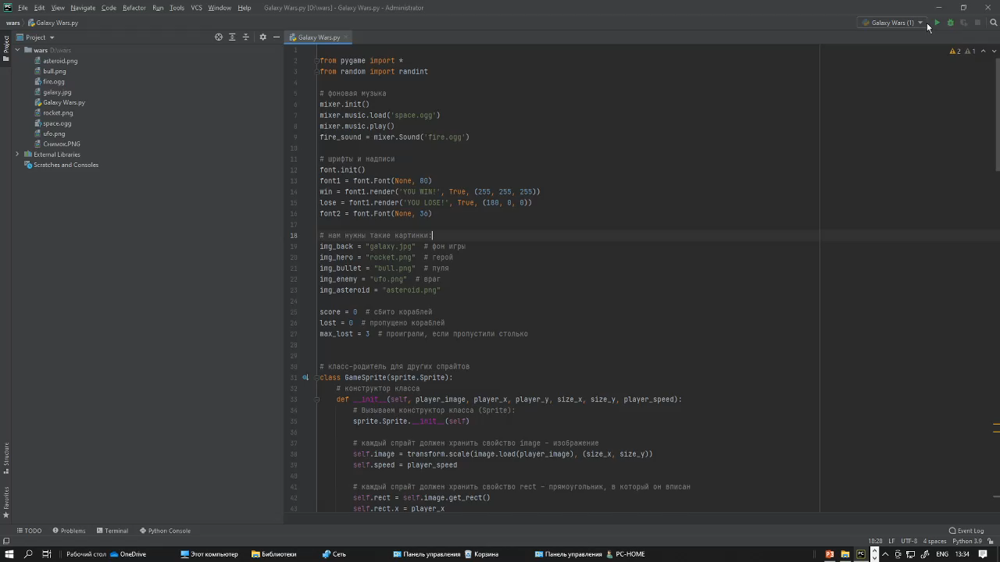 File Edit View Navigate Code Refactor Run Tools VCS Window Help Galaxy Wars.py [D:\wars] - Galaxy Wars.py - Administrator
wars Galaxy Wars.py Galaxy Wars (1)
Project Galaxy Wars.py
Project
wars D:\wars
asteroid.png
bull.png
fire.ogg
galaxy.jpg
Galaxy Wars.py
rocket.png
space.ogg
ufo.png
Снимок.PNG
External Libraries
Scratches and Consoles
2 1
1
2 from pygame import *
3 from random import randint
4
5 # фоновая музыка
6 mixer.init()
7 mixer.music.load('space.ogg')
8 mixer.music.play()
9 fire_sound = mixer.Sound('fire.ogg')
10
11 # шрифты и надписи
12 font.init()
13 font1 = font.Font(None, 80)
14 win = font1.render('YOU WIN!', True, (255, 255, 255))
15 lose = font1.render('YOU LOSE!', True, (180, 0, 0))
16 font2 = font.Font(None, 36)
17
18 # нам нужны такие картинки:
19 img_back = "galaxy.jpg" # фон игры
20 img_hero = "rocket.png" # герой
21 img_bullet = "bull.png" # пуля
22 img_enemy = "ufo.png" # враг
23 img_asteroid = "asteroid.png"
24
25 score = 0 # сбито кораблей
26 lost = 0 # пропущено кораблей
27 max_lost = 3 # проиграли, если пропустили столько
28
29
30 # класс-родитель для других спрайтов
31 class GameSprite(sprite.Sprite):
32 # конструктор класса
33 def __init__(self, player_image, player_x, player_y, size_x, size_y, player_speed):
34 # Вызываем конструктор класса (Sprite):
35 sprite.Sprite.__init__(self)
36
37 # каждый спрайт должен хранить свойство image - изображение
38 self.image = transform.scale(image.load(player_image), (size_x, size_y))
39 self.speed = player_speed
40
41 # каждый спрайт должен хранить свойство rect - прямоугольник, в который он вписан
42 self.rect = self.image.get_rect()
43 self.rect.x = player_x
Structure
Favorites
TODO Problems Terminal Python Console Event Log
18:28 LF UTF-8 4 spaces Python 3.9
Рабочий стол OneDrive Этот компьютер Библиотеки Сеть Панель управления Корзина Панель управления PC-HOME ENG 13:34